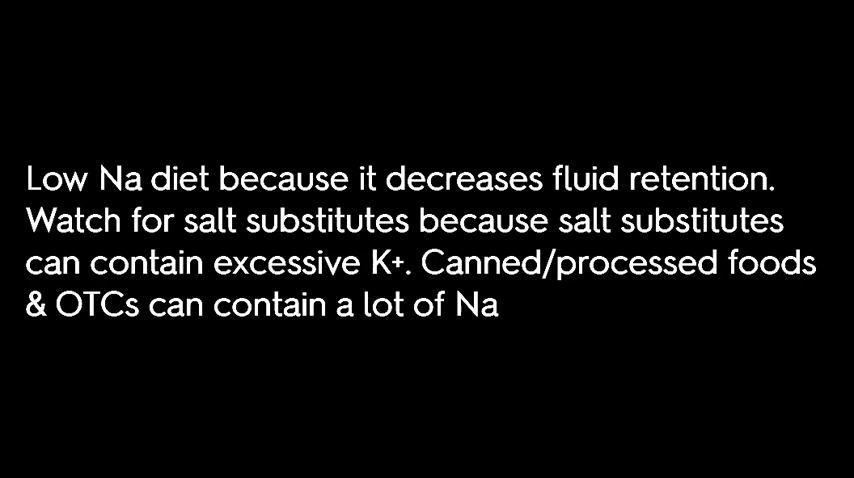 Low Na diet because it decreases fluid retention.
Watch for salt substitutes because salt substitutes
can contain excessive K+. Canned/processed foods
& OTCs can contain a lot of Na